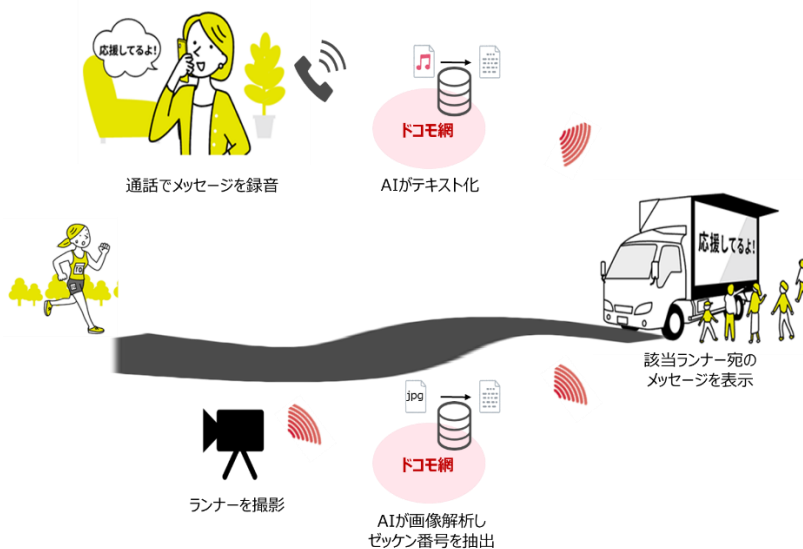 応援してるよ!
ドコモ網
通話でメッセージを録音
AIがテキスト化
10
応援してるよ!
該当ランナー宛の
メッセージを表示
jpg
ドコモ網
ランナーを撮影
AIが画像解析し
ゼッケン番号を抽出